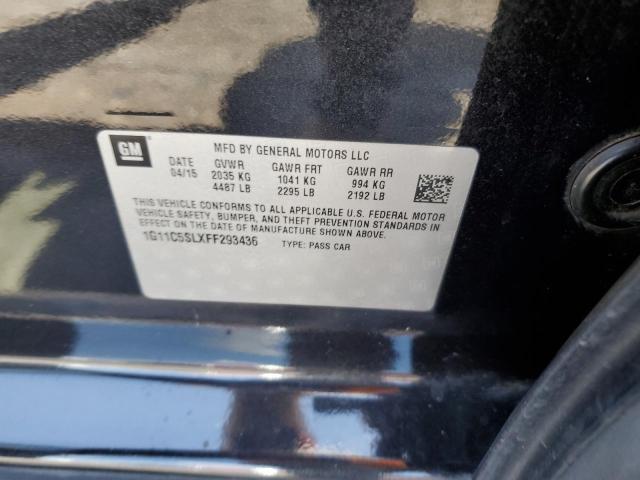 GM
MFD BY GENERAL MOTORS LLC
DATE GVWR GAWR FRT GAWR RR
04/15 2035 KG 1041 KG 994 KG
4487 LB 2295 LB 2192 LB
THIS VEHICLE CONFORMS TO ALL APPLICABLE U.S. FEDERAL MOTOR
VEHICLE SAFETY, BUMPER, AND THEFT PREVENTION STANDARDS IN
EFFECT ON THE DATE OF MANUFACTURE SHOWN ABOVE.
1G11C5SLXFF293436 TYPE: PASS CAR